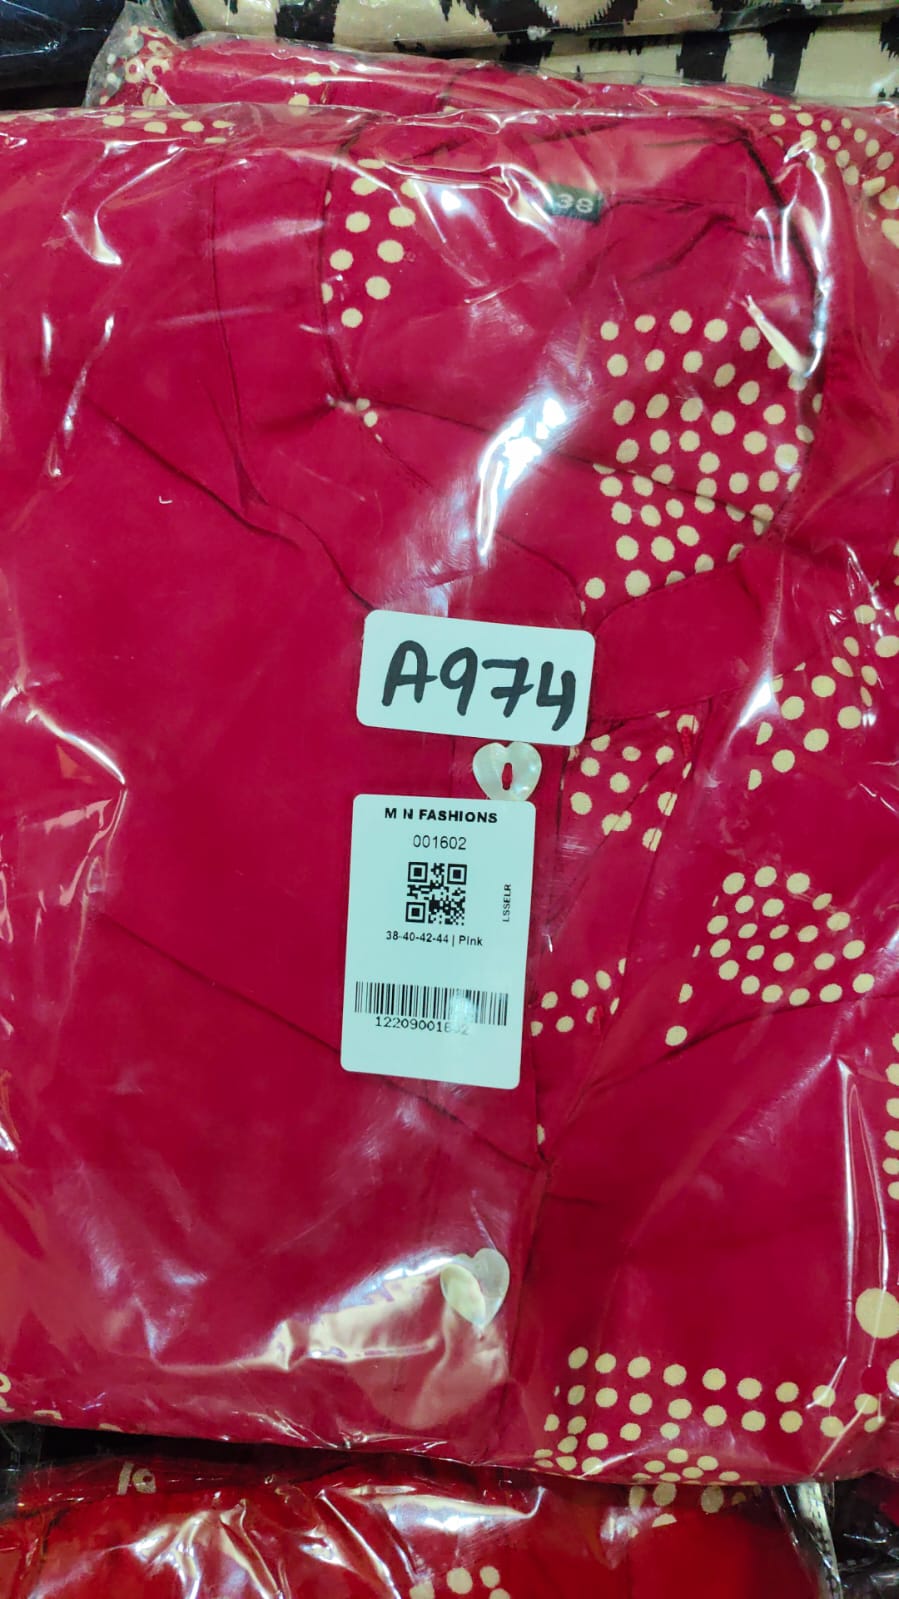 38
A974
M N FASHIONS
001602
LSSELR
38-40-42-44 | Pink